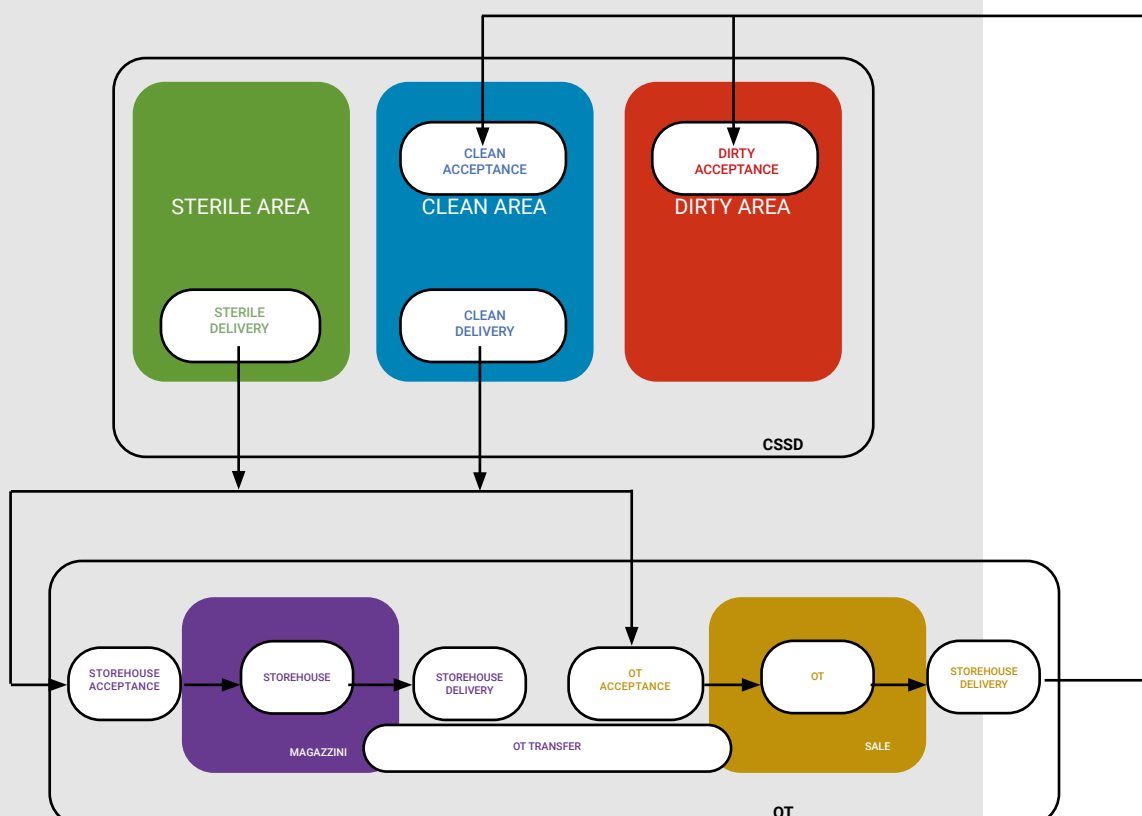 CLEAN
ACCEPTANCE
DIRTY
ACCEPTANCE
STERILE AREA
CLEAN AREA
DIRTY AREA
STERILE
DELIVERY
CLEAN
DELIVERY
CSSD
STOREHOUSE
ACCEPTANCE
STOREHOUSE
STOREHOUSE
DELIVERY
OT
ACCEPTANCE
OT
STOREHOUSE
DELIVERY
MAGAZZINI
OT TRANSFER
SALE
OT